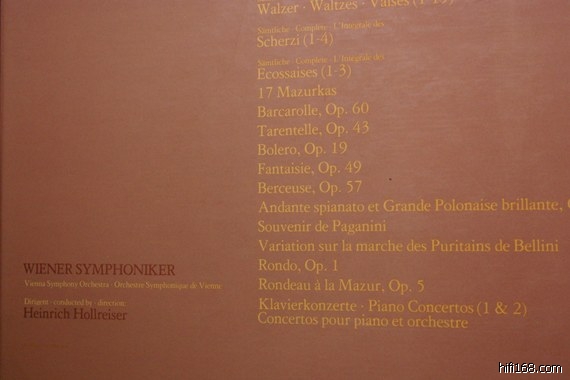 Walzer · Waltzes · Valses
Sämtliche · Complete · L'Intégrale des
Scherzi (1-4)
Sämtliche · Complete · L'Intégrale des
Ecossaises (1-3)
17 Mazurkas
Barcarolle, Op. 60
Tarentelle, Op. 43
Bolero, Op. 19
Fantaisie, Op. 49
Berceuse, Op. 57
Andante spianato et Grande Polonaise brillante,
Souvenir de Paganini
Variation sur la marche des Puritains de Bellini
Rondo, Op. 1
Rondeau à la Mazur, Op. 5
Klavierkonzerte · Piano Concertos (1 & 2)
Concertos pour piano et orchestre
WIENER SYMPHONIKER
Vienna Symphony Orchestra · Orchestre Symphonique de Vienne
Dirigent · conducted by · direction:
Heinrich Hollreiser
hifi168.com